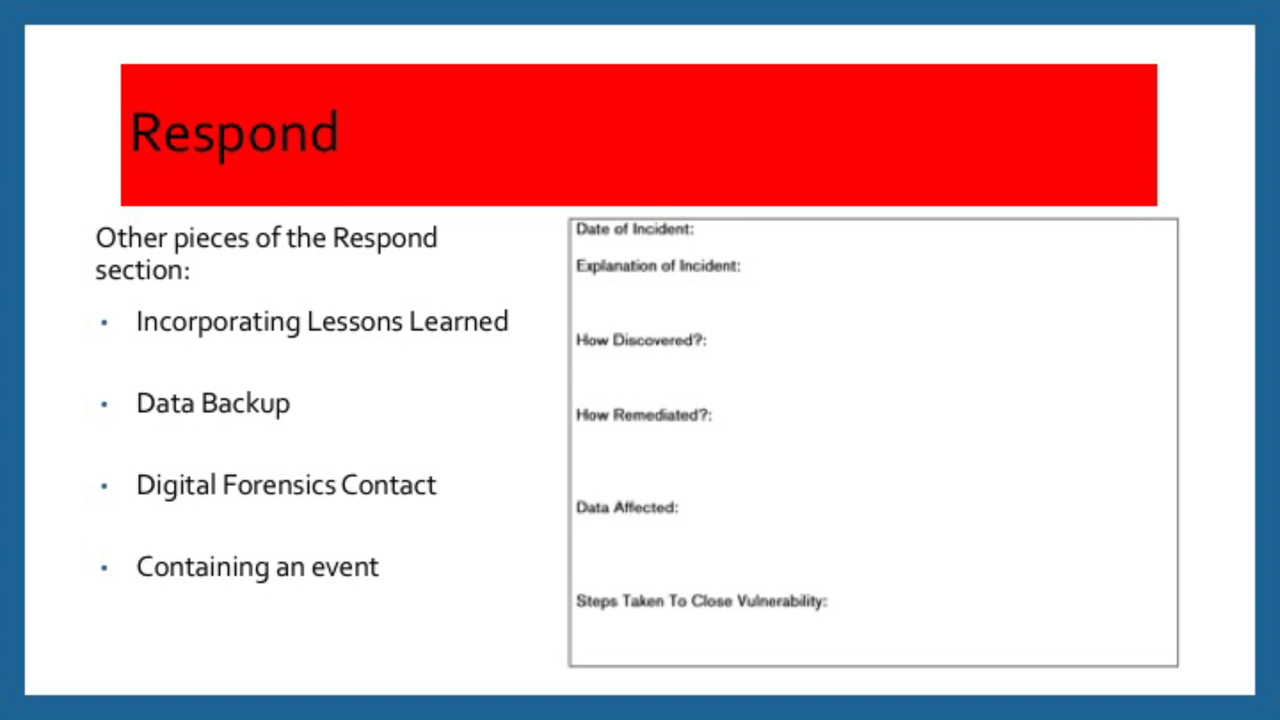 Respond
Other pieces of the Respond
section:
• Incorporating Lessons Learned
• Data Backup
• Digital Forensics Contact
• Containing an event
Date of Incident:
Explanation of Incident:
How Discovered?:
How Remediated?:
Data Affected:
Steps Taken To Close Vulnerability: